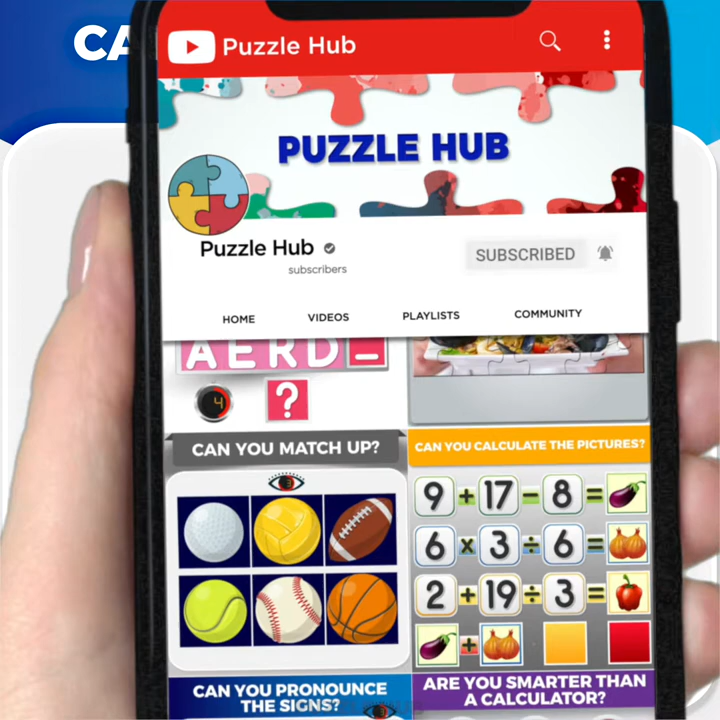 CA
Puzzle Hub
PUZZLE HUB
Puzzle Hub
subscribers
SUBSCRIBED
HOME VIDEOS PLAYLISTS COMMUNITY
AERD_
4
?
CAN YOU MATCH UP?
CAN YOU CALCULATE THE PICTURES?
9 + 17 - 8 =
6 x 3 ÷ 6 =
2 + 19 ÷ 3 =
+
CAN YOU PRONOUNCE
THE SIGNS?
ARE YOU SMARTER THAN
A CALCULATOR?